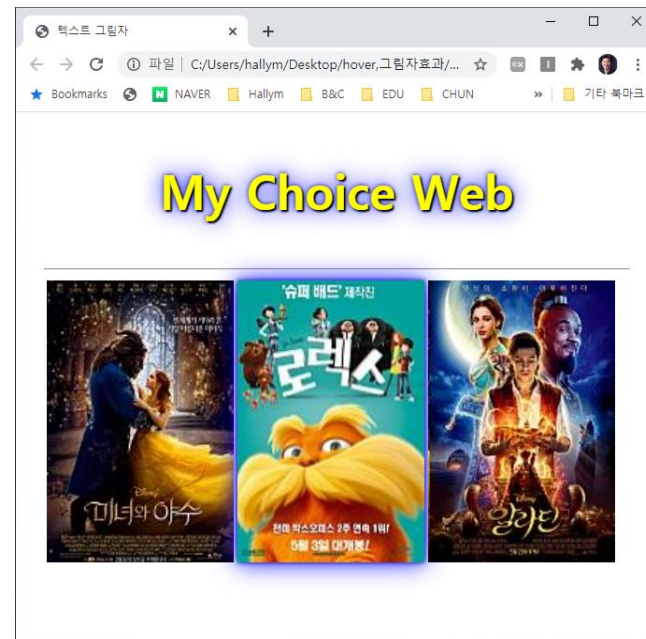 텍스트 그림자
파일 | C:/Users/hallym/Desktop/hover,그림자효과/...
Bookmarks
NAVER
Hallym
B&C
EDU
CHUN
»
기타 북마크
My Choice Web
Disney
미녀와 야수
'슈퍼 배드' 제작진
로렉스
전미 박스오피스 2주 연속 1위!
5월 3일 대개봉!
Disney
알라딘